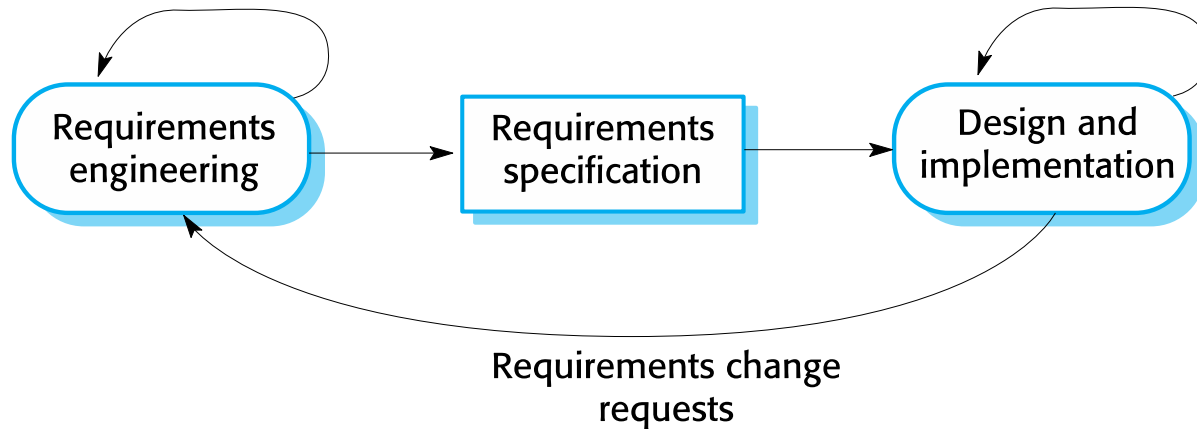 Requirements
engineering
Requirements
specification
Design and
implementation
Requirements change
requests